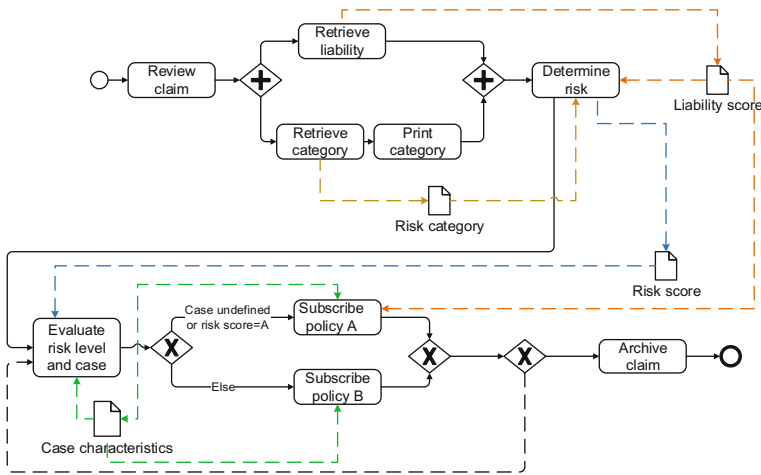 Retrieve
liability
Review
claim
Determine
risk
Liability score
Retrieve
category
Print
category
Risk category
Risk score
Case undefined
or risk score=A
Subscribe
policy A
Evaluate
risk level
and case
Archive
claim
Else
Subscribe
policy B
Case characteristics